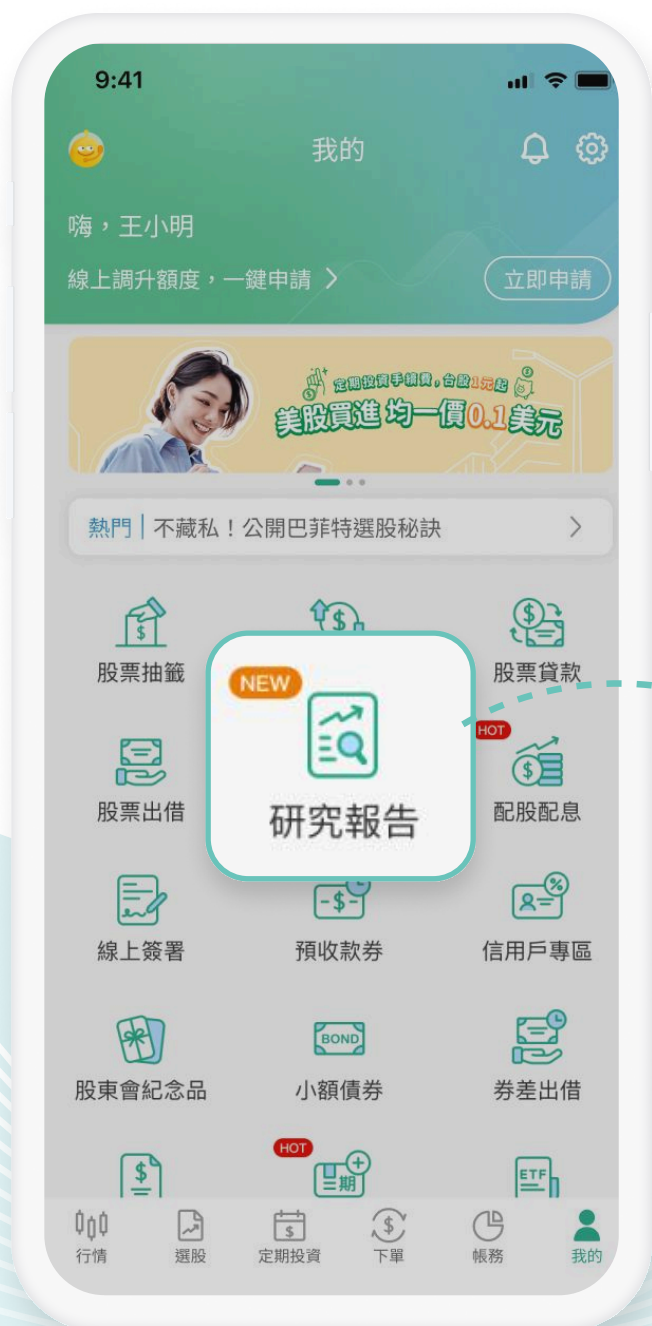 9:41
我的
嗨，王小明
線上調升額度，一鍵申請 >
立即申請
定期投資手續費，台股1元起
美股買進 均一價0.1美元
熱門 | 不藏私！公開巴菲特選股秘訣 >
股票抽籤
股票貸款
NEW
研究報告
股票出借
HOT
配股配息
線上簽署
預收款券
信用戶專區
股東會紀念品
BOND
小額債券
券差出借
HOT
期
ETF
行情
選股
定期投資
下單
帳務
我的